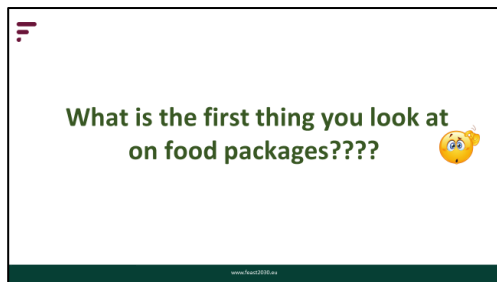 What is the first thing you look at
on food packages????
www.feast2030.eu